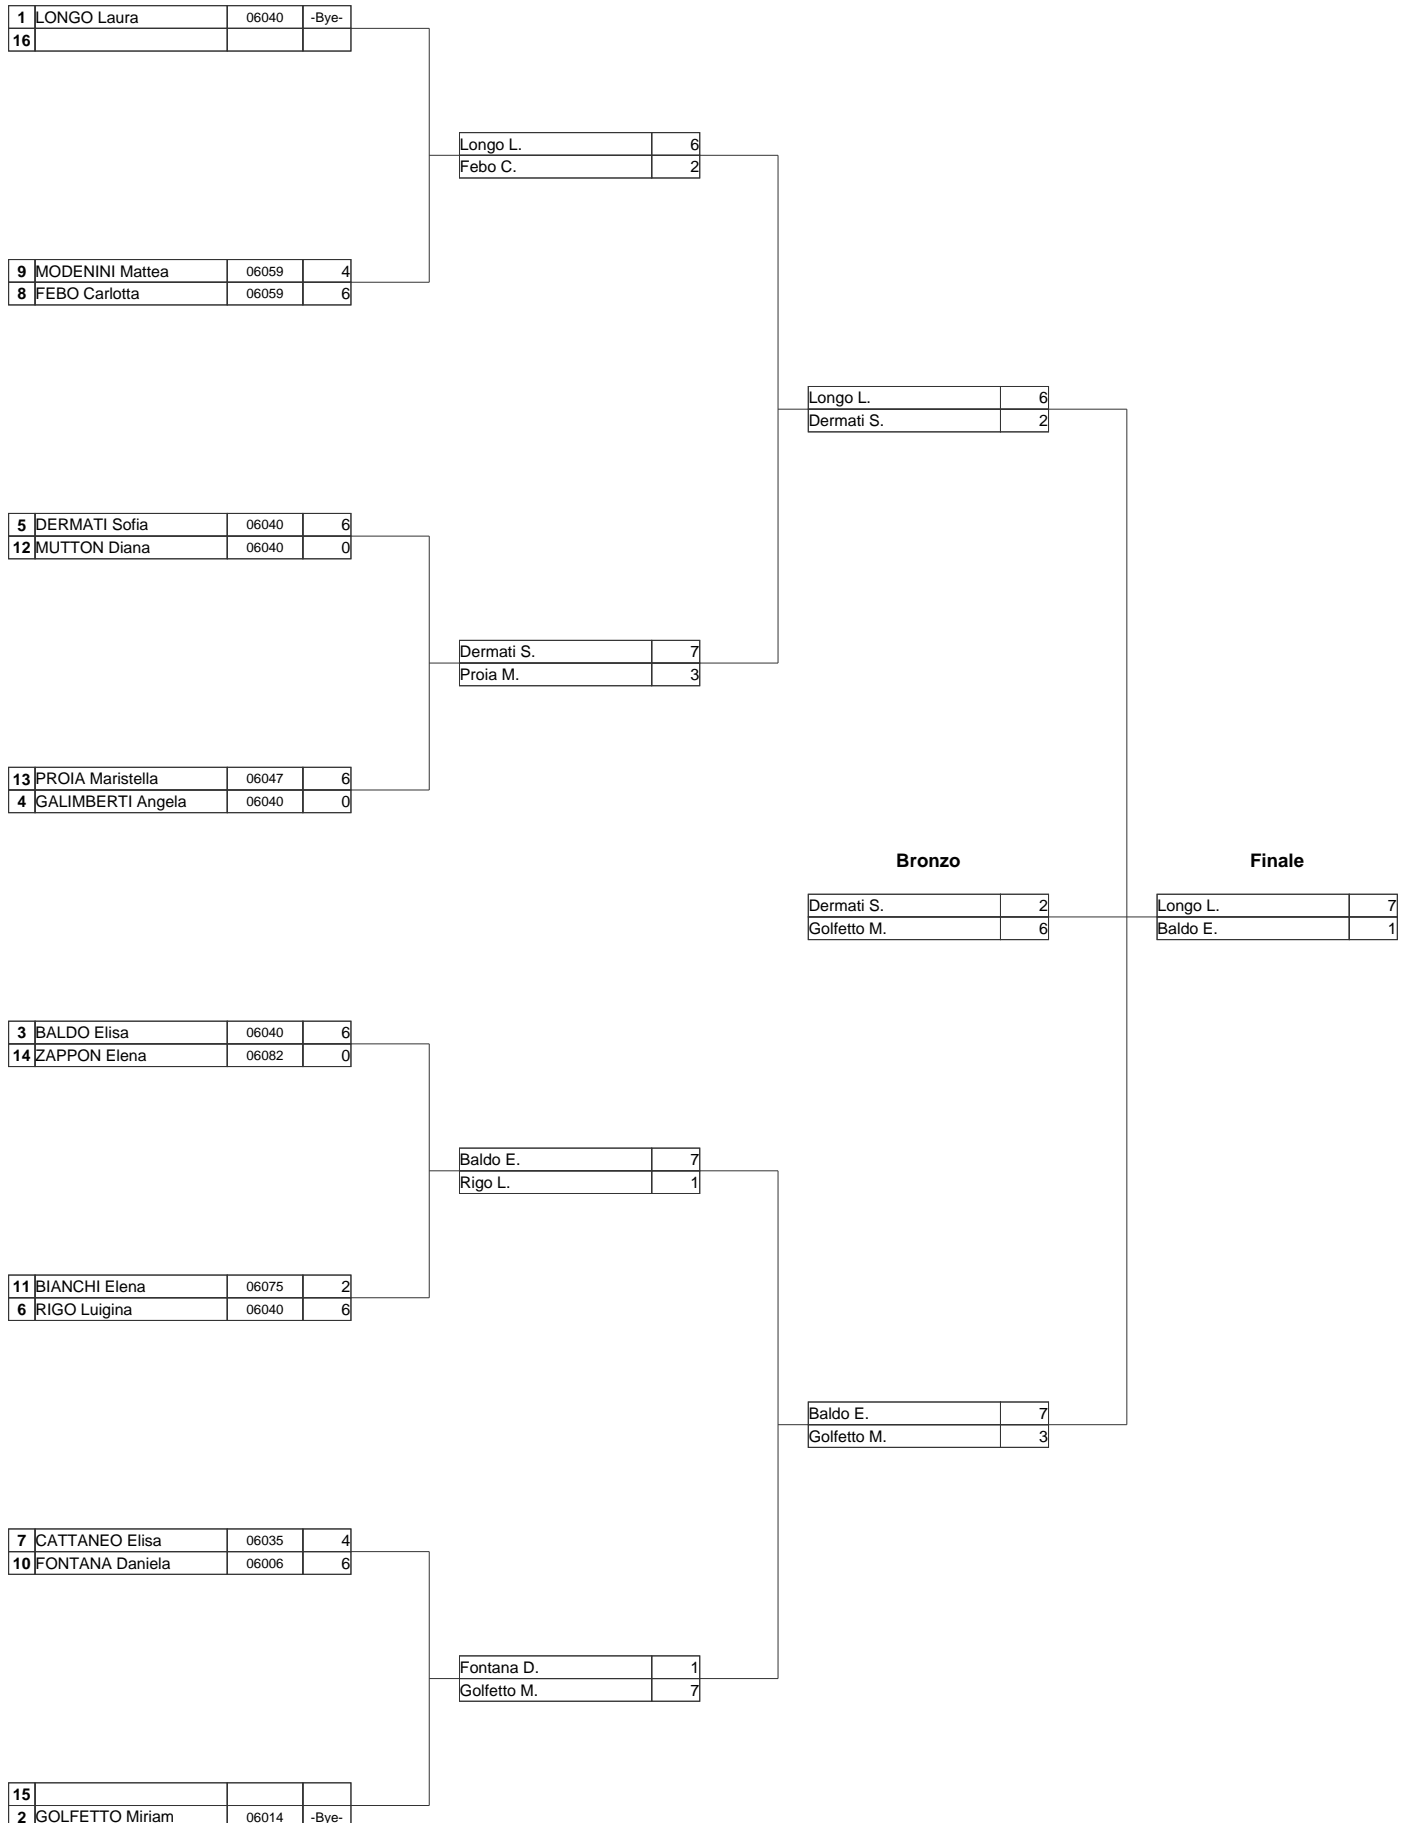 1 LONGO Laura 06040 -Bye-
16
Longo L. 6
Febo C. 2
9 MODENINI Mattea 06059 4
8 FEBO Carlotta 06059 6
Longo L. 6
Dermati S. 2
5 DERMATI Sofia 06040 6
12 MUTTON Diana 06040 0
Dermati S. 7
Proia M. 3
13 PROIA Maristella 06047 6
4 GALIMBERTI Angela 06040 0
Bronzo Finale
Dermati S. 2 Longo L. 7
Golfetto M. 6 Baldo E. 1
3 BALDO Elisa 06040 6
14 ZAPPON Elena 06082 0
Baldo E. 7
Rigo L. 1
11 BIANCHI Elena 06075 2
6 RIGO Luigina 06040 6
Baldo E. 7
Golfetto M. 3
7 CATTANEO Elisa 06035 4
10 FONTANA Daniela 06006 6
Fontana D. 1
Golfetto M. 7
15
2 GOLFETTO Miriam 06014 -Bye-